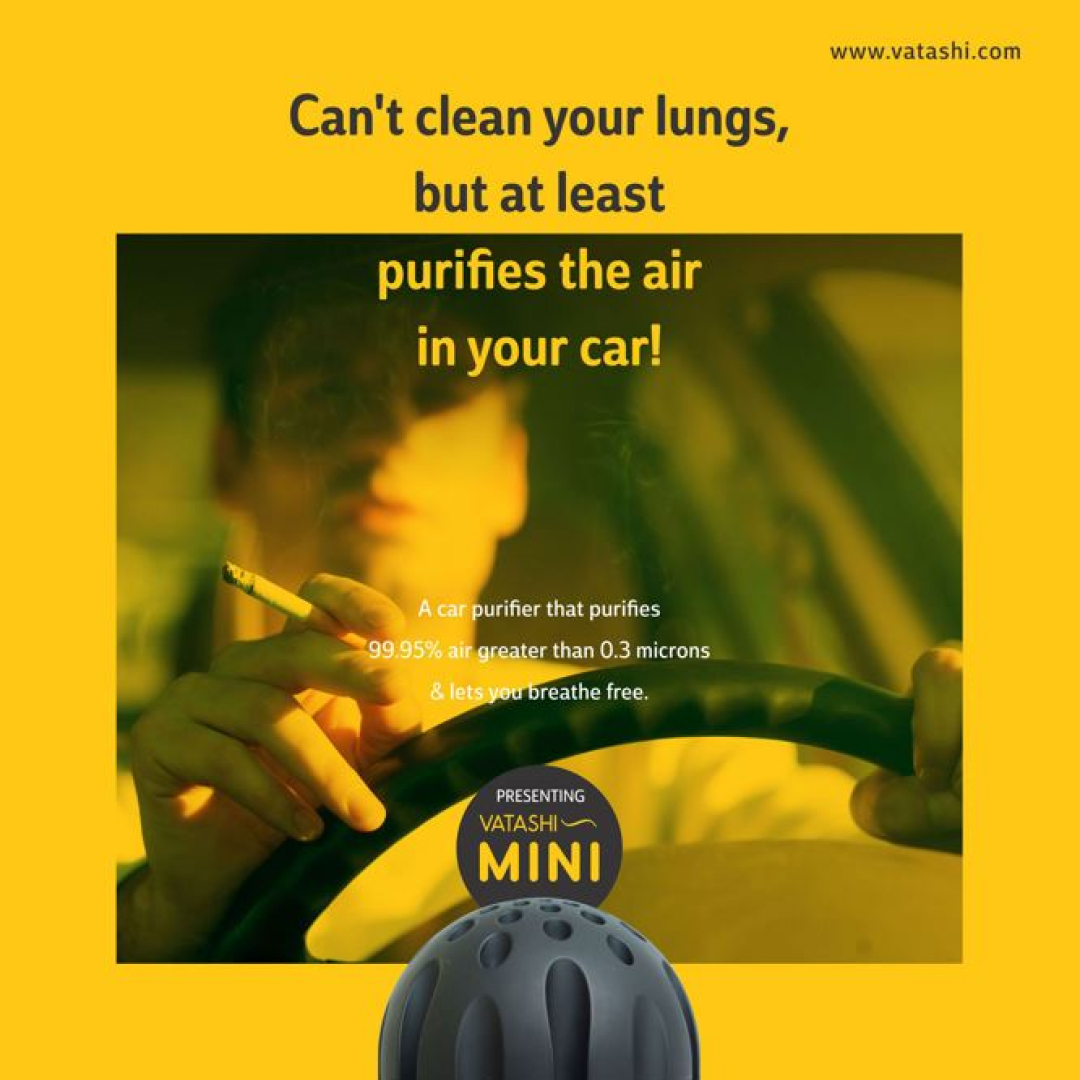 www.vatashi.com
Can't clean your lungs,
but at least
purifies the air
in your car!
A car purifier that purifies
99.95% air greater than 0.3 microns
& lets you breathe free.
PRESENTING
VATASHI
MINI